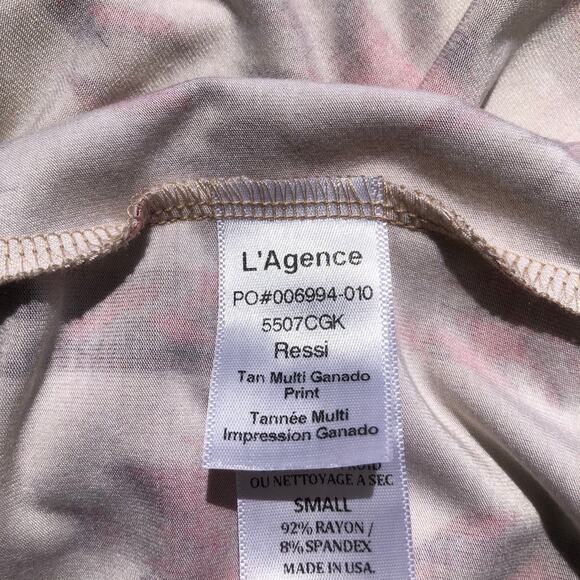 L'Agence
PO#006994-010
5507CGK
Ressi
Tan Multi Ganado
Print
Tannée Multi
Impression Ganado
OU NETTOYAGE A SEC
SMALL
92% RAYON /
8% SPANDEX
MADE IN USA.